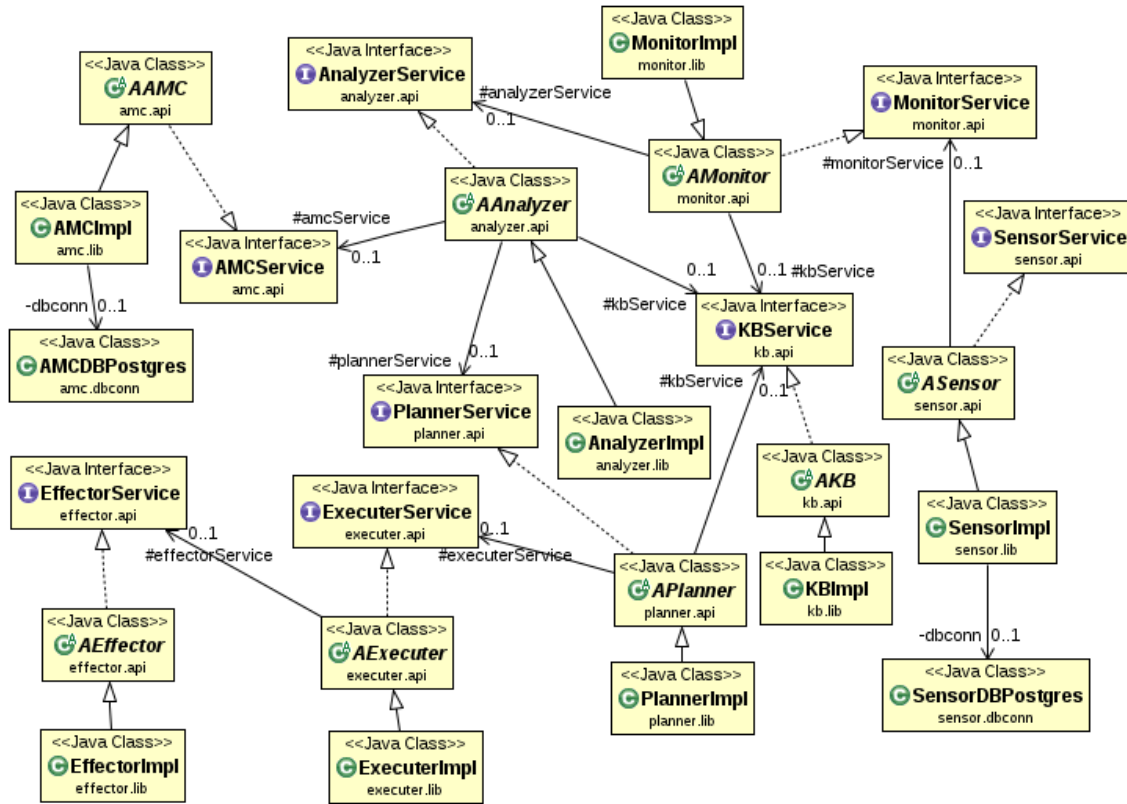 <<Java Class>>
MonitorImpl
monitor.lib
<<Java Interface>>
AnalyzerService
analyzer.api
<<Java Class>>
AAMC
amc.api
<<Java Interface>>
MonitorService
monitor.api
#analyzerService
0..1
<<Java Class>>
AMonitor
monitor.api
#monitorService
0..1
<<Java Class>>
AAnalyzer
analyzer.api
<<Java Class>>
AMCImpl
amc.lib
#amcService
0..1
<<Java Interface>>
SensorService
sensor.api
<<Java Interface>>
AMCService
amc.api
0..1
#kbService
0..1
#kbService
-dbconn
0..1
<<Java Interface>>
KBService
kb.api
<<Java Class>>
AMCDBPostgres
amc.dbconn
#plannerService
0..1
#kbService
0..1
<<Java Class>>
ASensor
sensor.api
<<Java Interface>>
PlannerService
planner.api
<<Java Class>>
AnalyzerImpl
analyzer.lib
<<Java Class>>
AKB
kb.api
<<Java Interface>>
EffectorService
effector.api
<<Java Interface>>
ExecuterService
executer.api
<<Java Class>>
SensorImpl
sensor.lib
0..1
#effectorService
0..1
#executerService
<<Java Class>>
APlanner
planner.api
<<Java Class>>
KBImpl
kb.lib
<<Java Class>>
AEffector
effector.api
<<Java Class>>
AExecuter
executer.api
-dbconn
0..1
<<Java Class>>
PlannerImpl
planner.lib
<<Java Class>>
SensorDBPostgres
sensor.dbconn
<<Java Class>>
EffectorImpl
effector.lib
<<Java Class>>
ExecuterImpl
executer.lib